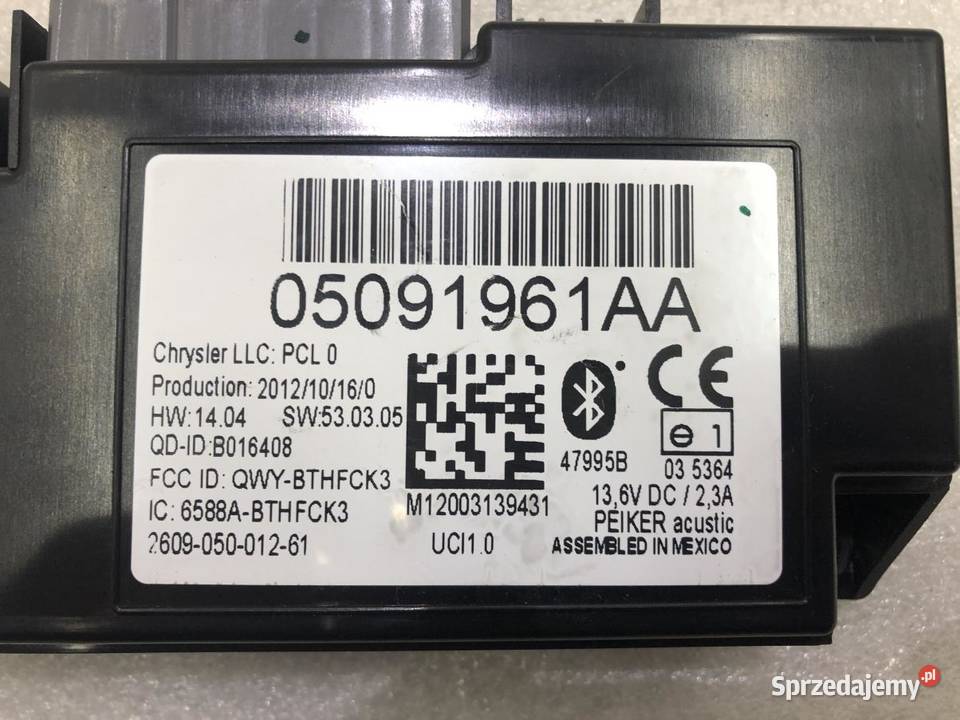 05091961AA
Chrysler LLC: PCL 0
Production: 2012/10/16/0
HW: 14.04 SW:53.03.05
QD-ID:B016408
FCC ID: QWY-BTHFCK3
IC: 6588A-BTHFCK3
2609-050-012-61
M12003139431
UCI1.0
47995B
CE
e 1
03 5364
13,6V DC / 2,3A
PEIKER acustic
ASSEMBLED IN MEXICO
Sprzedajemy.pl